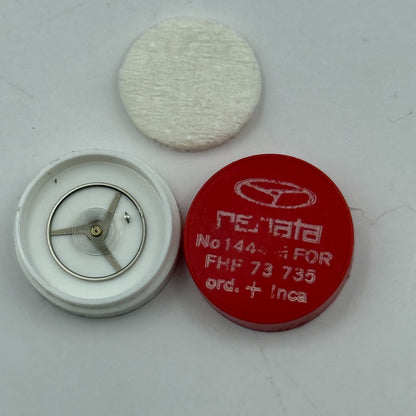 renata
No FOR
FHF 73 735
ord. + Inca